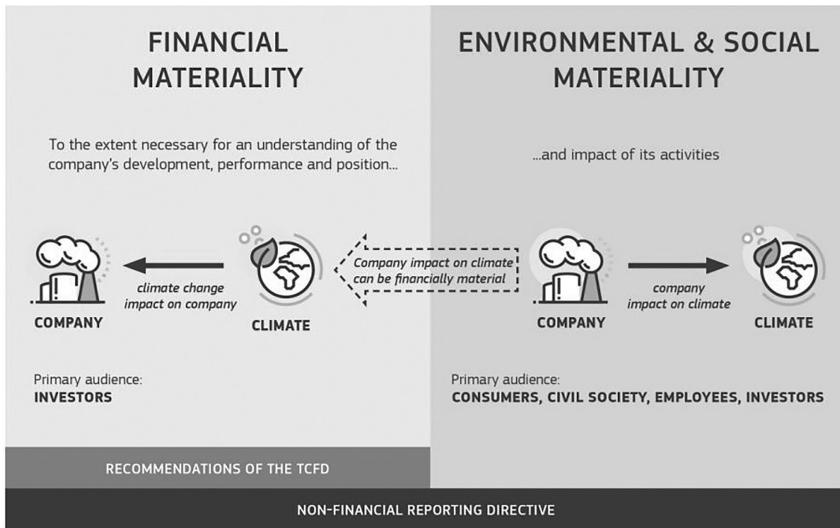 FINANCIAL
MATERIALITY
To the extent necessary for an understanding of the
company's development, performance and position...
climate change
impact on company
COMPANY
CLIMATE
Primary audience:
INVESTORS
RECOMMENDATIONS OF THE TCFD
Company impact on climate
can be financially material
ENVIRONMENTAL & SOCIAL
MATERIALITY
...and impact of its activities
company
impact on climate
COMPANY
CLIMATE
Primary audience:
CONSUMERS, CIVIL SOCIETY, EMPLOYEES, INVESTORS
NON-FINANCIAL REPORTING DIRECTIVE